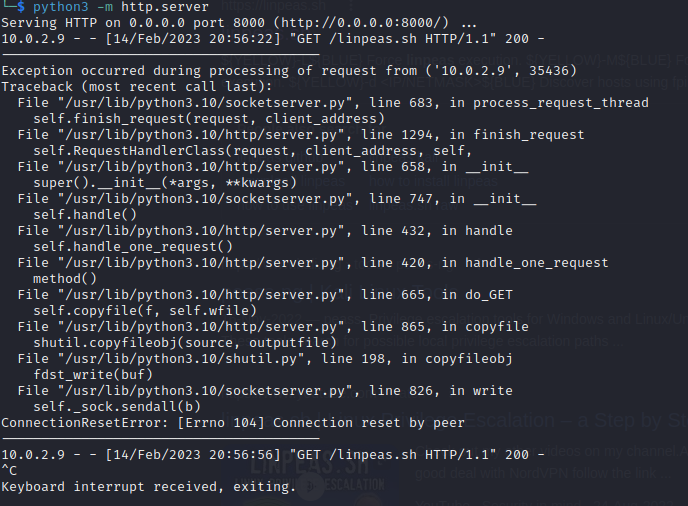 └─$ python3 -m http.server
Serving HTTP on 0.0.0.0 port 8000 (http://0.0.0.0:8000/) ...
10.0.2.9 - - [14/Feb/2023 20:56:22] "GET /linpeas.sh HTTP/1.1" 200 -
----------------------------------------
Exception occurred during processing of request from ('10.0.2.9', 35436)
Traceback (most recent call last):
  File "/usr/lib/python3.10/socketserver.py", line 683, in process_request_thread
    self.finish_request(request, client_address)
  File "/usr/lib/python3.10/http/server.py", line 1294, in finish_request
    self.RequestHandlerClass(request, client_address, self,
  File "/usr/lib/python3.10/http/server.py", line 658, in __init__
    super().__init__(*args, **kwargs)
  File "/usr/lib/python3.10/socketserver.py", line 747, in __init__
    self.handle()
  File "/usr/lib/python3.10/http/server.py", line 432, in handle
    self.handle_one_request()
  File "/usr/lib/python3.10/http/server.py", line 420, in handle_one_request
    method()
  File "/usr/lib/python3.10/http/server.py", line 665, in do_GET
    self.copyfile(f, self.wfile)
  File "/usr/lib/python3.10/http/server.py", line 865, in copyfile
    shutil.copyfileobj(source, outputfile)
  File "/usr/lib/python3.10/shutil.py", line 198, in copyfileobj
    fdst_write(buf)
  File "/usr/lib/python3.10/socketserver.py", line 826, in write
    self._sock.sendall(b)
ConnectionResetError: [Errno 104] Connection reset by peer
----------------------------------------
10.0.2.9 - - [14/Feb/2023 20:56:56] "GET /linpeas.sh HTTP/1.1" 200 -
^C
Keyboard interrupt received, exiting.